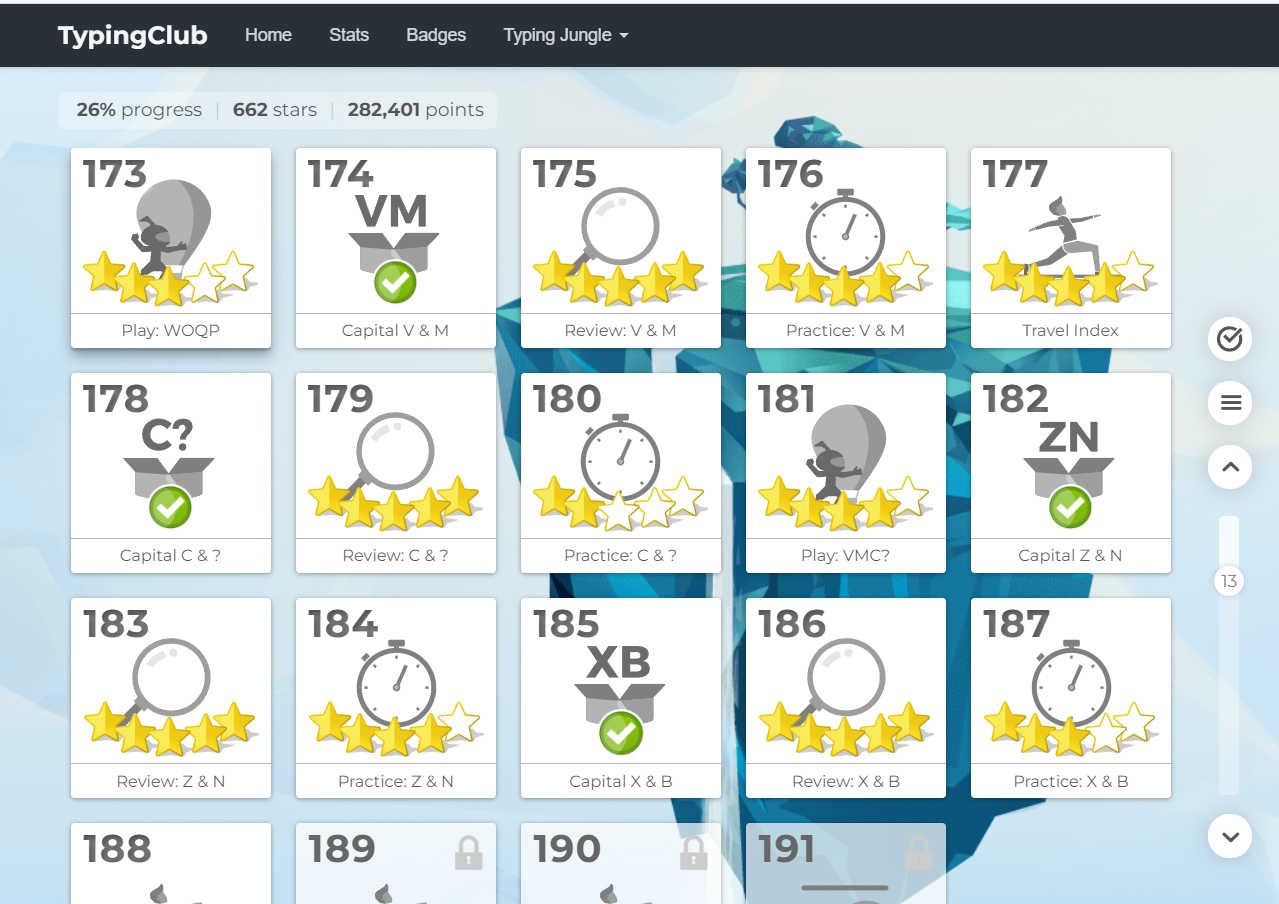 TypingClub Home Stats Badges Typing Jungle
26% progress | 662 stars | 282,401 points
173 174 175 176 177
VM
Play: WOQP Capital V & M Review: V & M Practice: V & M Travel Index
178 179 180 181 182
C? ZN
Capital C & ? Review: C & ? Practice: C & ? Play: VMC? Capital Z & N
13
183 184 185 186 187
XB
Review: Z & N Practice: Z & N Capital X & B Review: X & B Practice: X & B
188 189 190 191